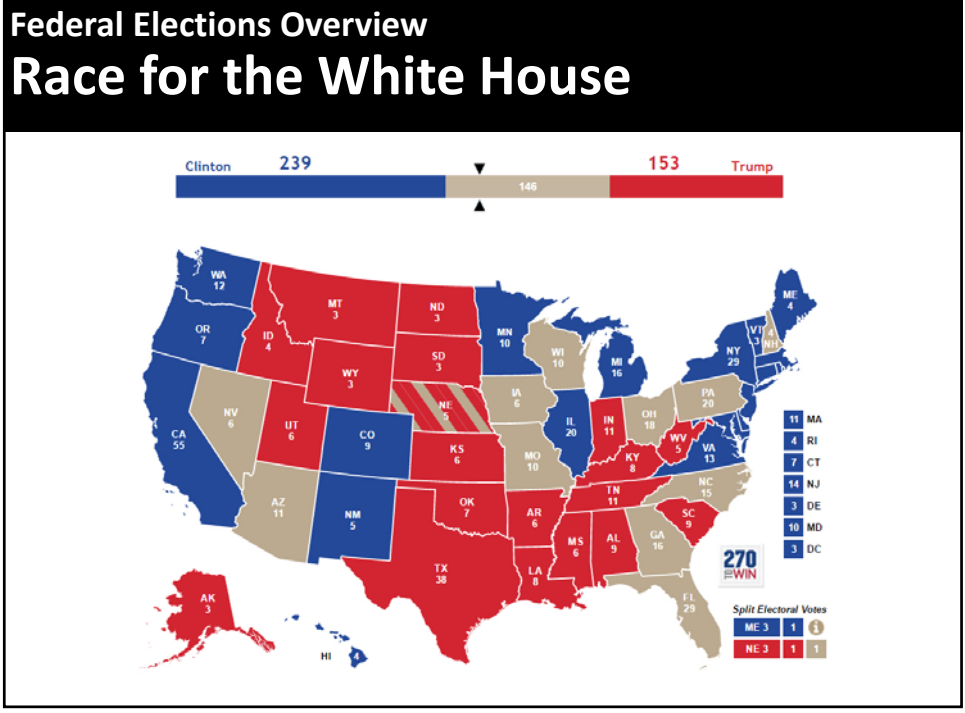 Federal Elections Overview
Race for the White House
Clinton 239 153 Trump
146
WA
12
OR
7
CA
55
NV
6
ID
4
MT
3
WY
3
UT
6
AZ
11
CO
9
NM
5
ND
3
SD
3
NE
5
KS
6
OK
7
TX
38
MN
10
IA
6
MO
10
AR
6
LA
8
WI
10
IL
20
MI
16
IN
11
OH
18
KY
8
TN
11
MS
6
AL
9
GA
16
FL
29
SC
9
NC
15
VA
13
WV
5
PA
20
NY
29
VT
3
4
NH
ME
4
AK
3
HI 4
11 MA
4 RI
7 CT
14 NJ
3 DE
10 MD
3 DC
270
TO WIN
Split Electoral Votes
ME 3 1 i
NE 3 1 1